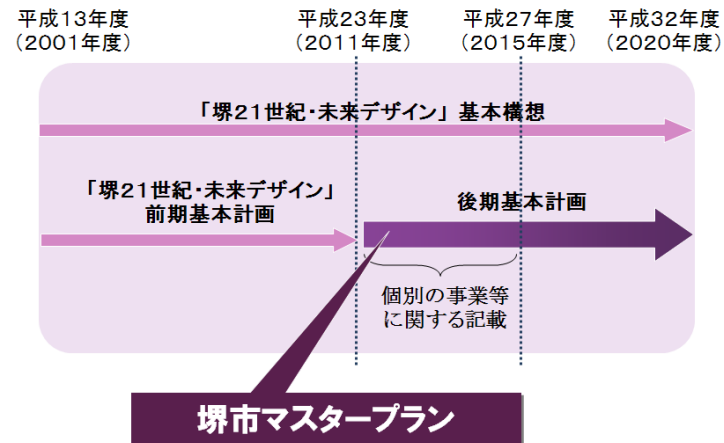 平成13年度
（2001年度）
平成23年度
（2011年度）
平成27年度
（2015年度）
平成32年度
（2020年度）
「堺21世紀・未来デザイン」 基本構想
「堺21世紀・未来デザイン」
前期基本計画
後期基本計画
個別の事業等
に関する記載
堺市マスタープラン